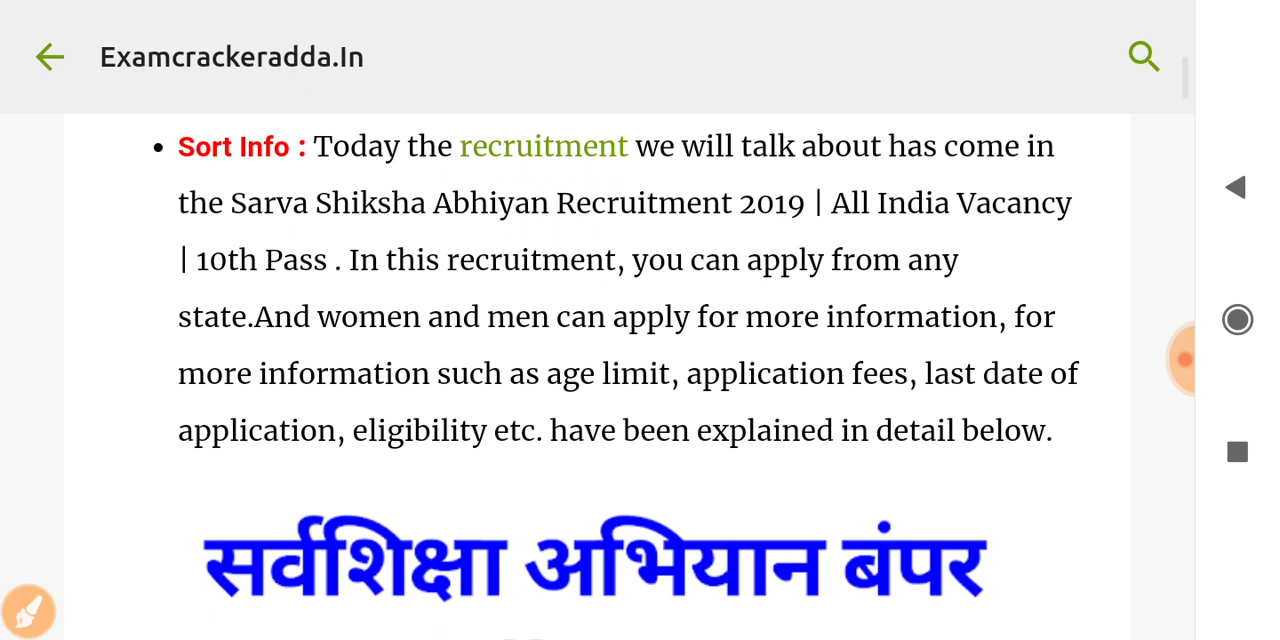 Examcrackeradda.In
Sort Info : Today the recruitment we will talk about has come in
the Sarva Shiksha Abhiyan Recruitment 2019 | All India Vacancy
| 10th Pass . In this recruitment, you can apply from any
state.And women and men can apply for more information, for
more information such as age limit, application fees, last date of
application, eligibility etc. have been explained in detail below.
सर्वशिक्षा अभियान बंपर